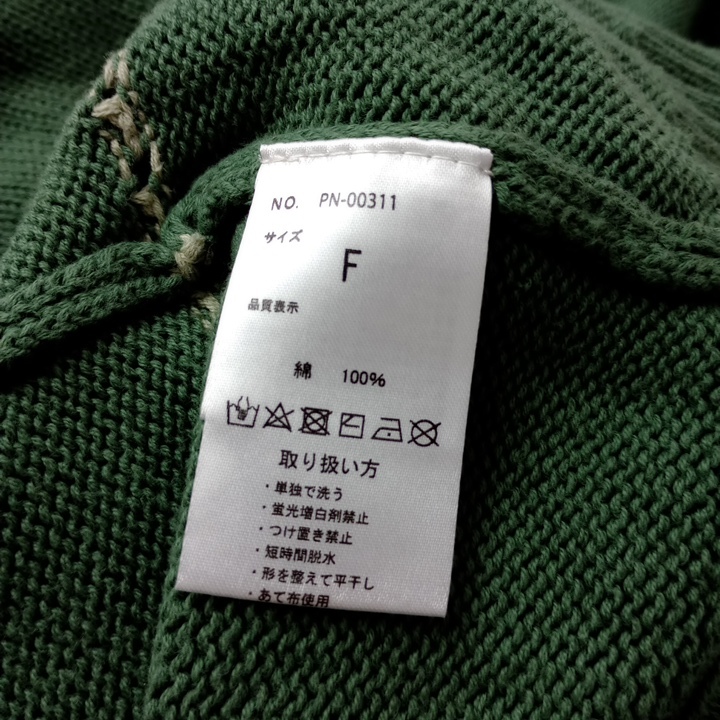 NO. PN-00311
サイズ
F
品質表示
綿 100%
取り扱い方
・単独で洗う
・蛍光増白剤禁止
・つけ置き禁止
・短時間脱水
・形を整えて平干し
・あて布使用